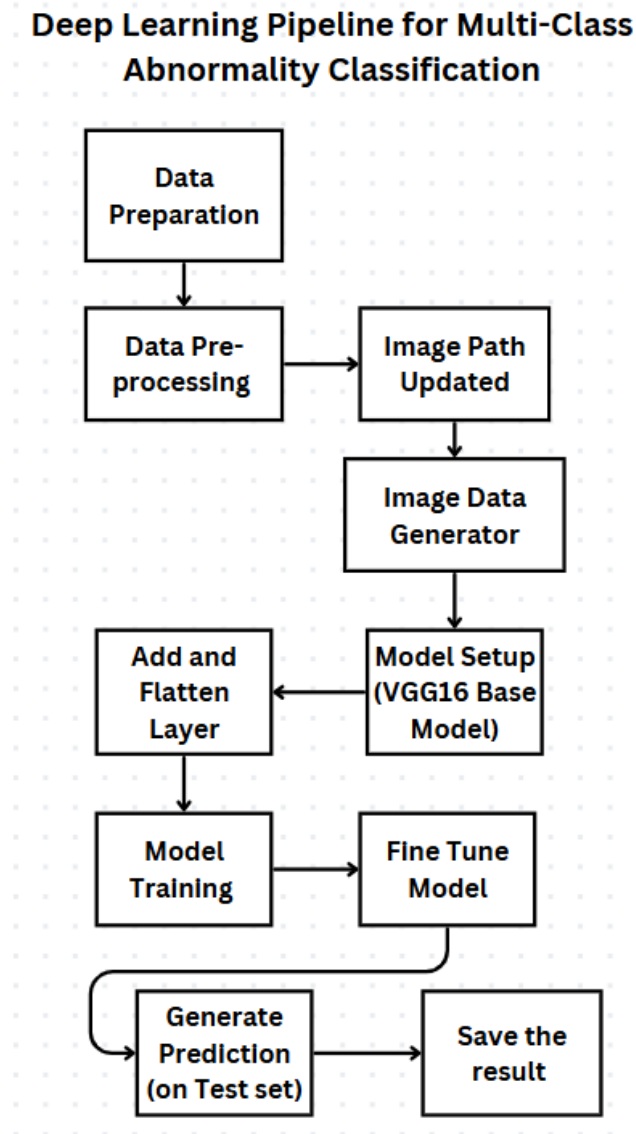 Deep Learning Pipeline for Multi-Class
Abnormality Classification
Data
Preparation
Data Pre-
processing
Image Path
Updated
Image Data
Generator
Model Setup
(VGG16 Base
Model)
Add and
Flatten
Layer
Model
Training
Fine Tune
Model
Generate
Prediction
(on Test set)
Save the
result